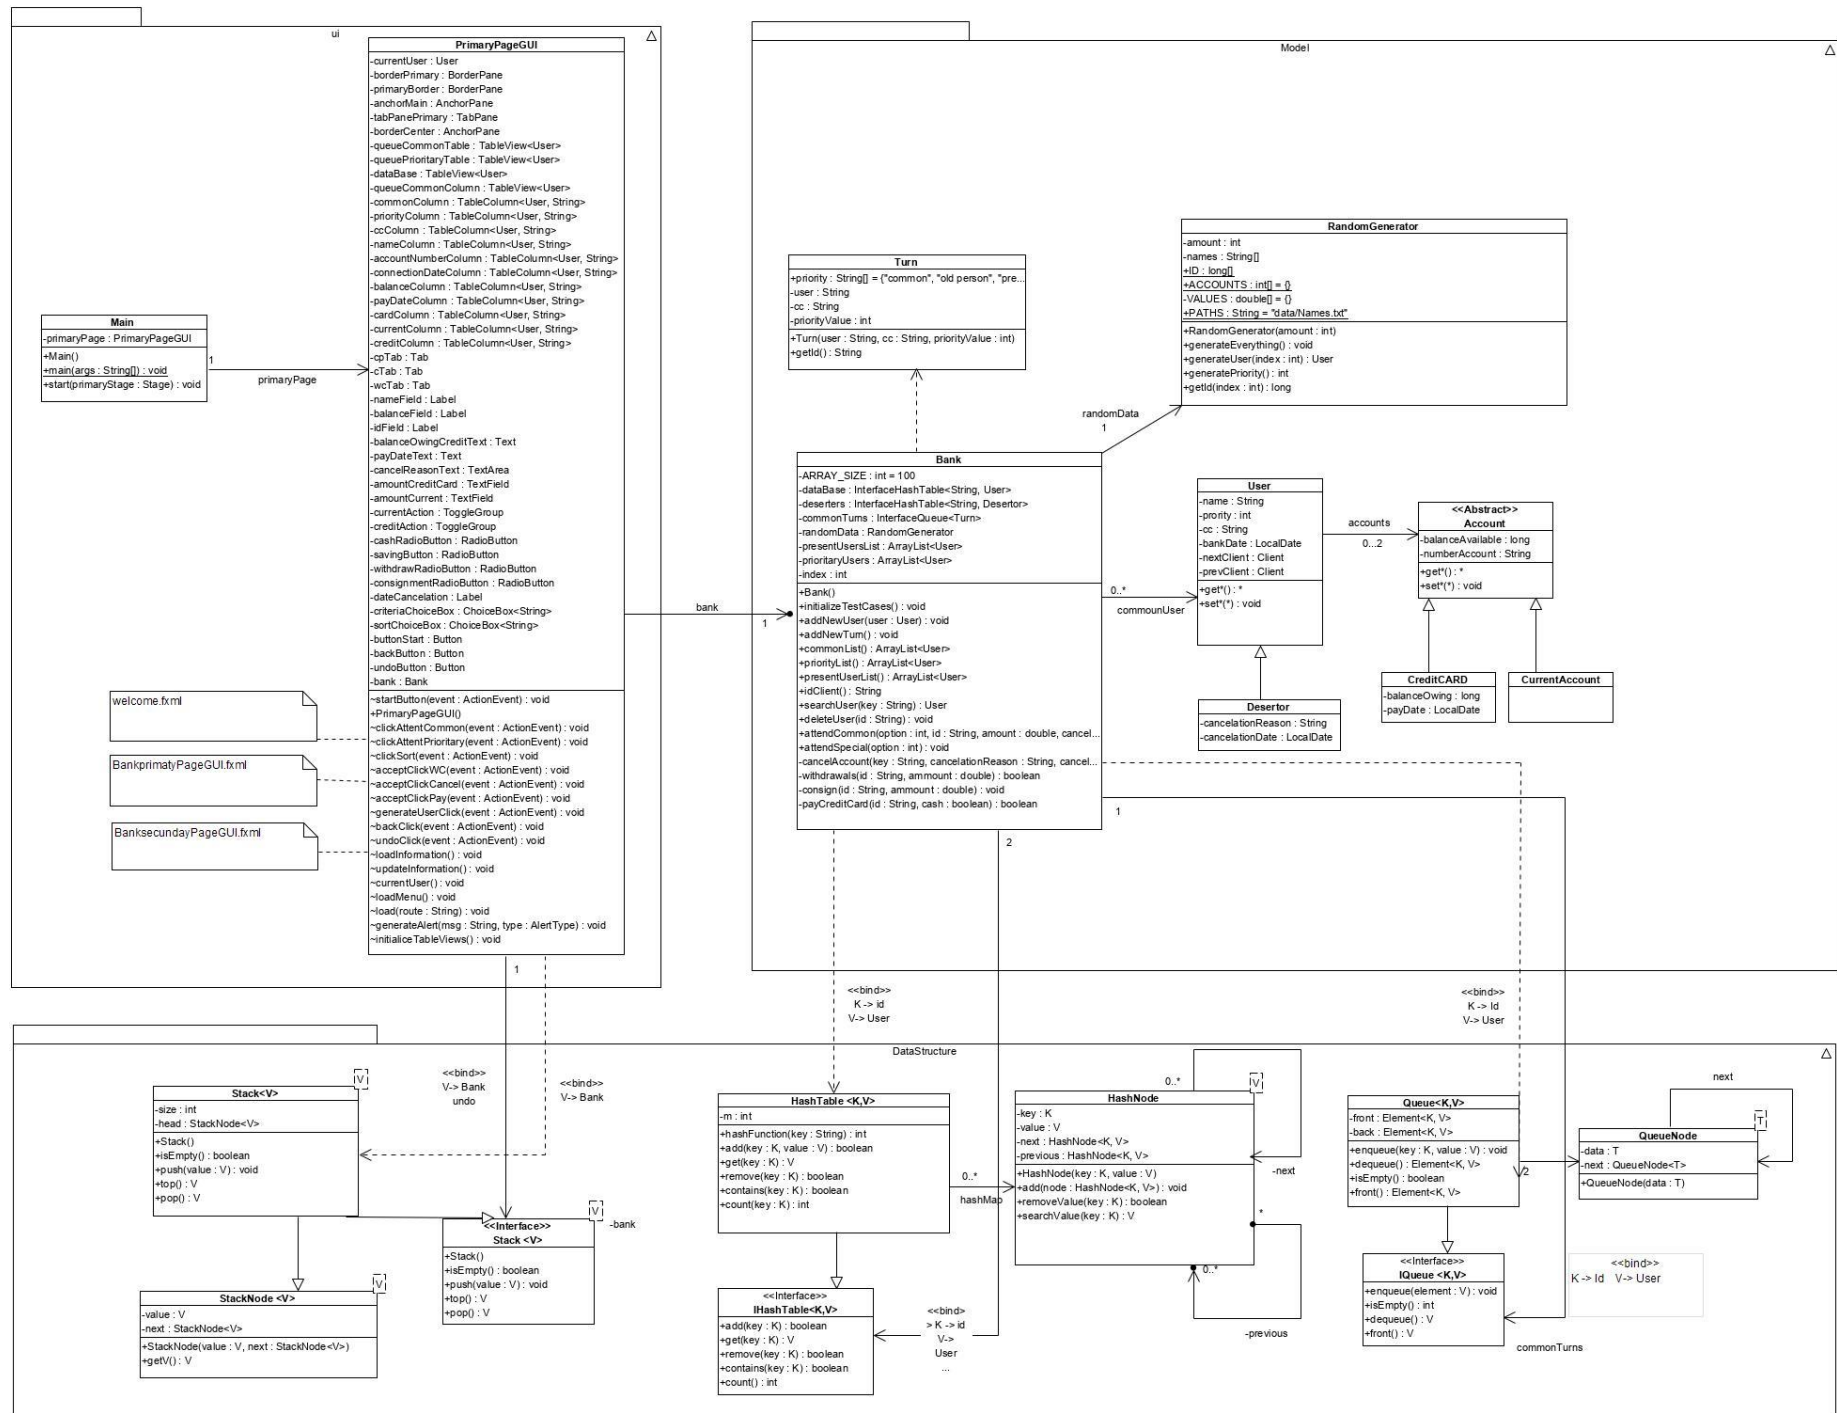 ui
PrimaryPageGUI
-currentUser : User
-borderPrimary : BorderPane
-primaryBorder : BorderPane
-anchorMain : AnchorPane
-tabPanePrimary : TabPane
-borderCenter : AnchorPane
-queueCommonTable : TableView<User>
-queuePrioritaryTable : TableView<User>
-dataBase : TableView<User>
-queueCommonColumn : TableView<User>
-commonColumn : TableColumn<User, String>
-priorityColumn : TableColumn<User, String>
-ccColumn : TableColumn<User, String>
-nameColumn : TableColumn<User, String>
-accountNumberColumn : TableColumn<User, String>
-connectionDateColumn : TableColumn<User, String>
-balanceColumn : TableColumn<User, String>
-payDateColumn : TableColumn<User, String>
-cardColumn : TableColumn<User, String>
-currentColumn : TableColumn<User, String>
-creditColumn : TableColumn<User, String>
-cpTab : Tab
-cTab : Tab
-wcTab : Tab
-nameField : Label
-balanceField : Label
-idField : Label
-balanceOwingCreditText : Text
-payDateText : Text
-cancelReasonText : TextArea
-amountCreditCard : TextField
-amountCurrent : TextField
-currentAction : ToggleGroup
-creditAction : ToggleGroup
-cashRadioButton : RadioButton
-savingButton : RadioButton
-withdrawRadioButton : RadioButton
-consignmentRadioButton : RadioButton
-dateCancelation : Label
-criteriaChoiceBox : ChoiceBox<String>
-sortChoiceBox : ChoiceBox<String>
-buttonStart : Button
-backButton : Button
-undoButton : Button
-bank : Bank
~startButton(event : ActionEvent) : void
+PrimaryPageGUI()
~clickAttentCommon(event : ActionEvent) : void
~clickAttentPrioritary(event : ActionEvent) : void
~clickSort(event : ActionEvent) : void
~acceptClickWC(event : ActionEvent) : void
~acceptClickCancel(event : ActionEvent) : void
~acceptClickPay(event : ActionEvent) : void
~generateUserClick(event : ActionEvent) : void
~backClick(event : ActionEvent) : void
~undoClick(event : ActionEvent) : void
~loadInformation() : void
~updateInformation() : void
~currentUser() : void
~loadMenu() : void
~load(route : String) : void
~generateAlert(msg : String, type : AlertType) : void
~initialiceTableViews() : void
Main
-primaryPage : PrimaryPageGUI
+Main()
+main(args : String[]) : void
+start(primaryStage : Stage) : void
1
primaryPage
welcome.fxml
BankprimatyPageGUI.fxml
BanksecundayPageGUI.fxml
bank
1
1
Model
Turn
+priority : String[] = {"common", "old person", "pre...
-user : String
-cc : String
-priorityValue : int
+Turn(user : String, cc : String, priorityValue : int)
+getId() : String
RandomGenerator
-amount : int
-names : String[]
+ID : long[]
+ACCOUNTS : int[] = {}
-VALUES : double[] = {}
+PATHS : String = "data/Names.txt"
+RandomGenerator(amount : int)
+generateEverything() : void
+generateUser(index : int) : User
+generatePriority() : int
+getId(index : int) : long
randomData
1
Bank
-ARRAY_SIZE : int = 100
-dataBase : InterfaceHashTable<String, User>
-deserters : InterfaceHashTable<String, Desertor>
-commonTurns : InterfaceQueue<Turn>
-randomData : RandomGenerator
-presentUsersList : ArrayList<User>
-prioritaryUsers : ArrayList<User>
-index : int
+Bank()
+initializeTestCases() : void
+addNewUser(user : User) : void
+addNewTurn() : void
+commonList() : ArrayList<User>
+priorityList() : ArrayList<User>
+presentUserList() : ArrayList<User>
+idClient() : String
+searchUser(key : String) : User
+deleteUser(id : String) : void
+attendCommon(option : int, id : String, amount : double, cancel...
+attendSpecial(option : int) : void
-cancelAccount(key : String, cancelationReason : String, cancel...
-withdrawals(id : String, ammount : double) : boolean
-consign(id : String, ammount : double) : void
-payCreditCard(id : String, cash : boolean) : boolean
0..*
commounUser
1
2
User
-name : String
-prority : int
-cc : String
-bankDate : LocalDate
-nextClient : Client
-prevClient : Client
+get*() : *
+set*(*) : void
accounts
0...2
<<Abstract>>
Account
-balanceAvailable : long
-numberAccount : String
+get*() : *
+set*(*) : void
Desertor
-cancelationReason : String
-cancelationDate : LocalDate
CreditCARD
-balanceOwing : long
-payDate : LocalDate
CurrentAccount
<<bind>>
K -> id
V-> User
<<bind>>
K -> Id
V-> User
DataStructure
Stack<V>
V
-size : int
-head : StackNode<V>
+Stack()
+isEmpty() : boolean
+push(value : V) : void
+top() : V
+pop() : V
<<bind>>
V-> Bank
undo
<<bind>>
V-> Bank
<<Interface>>
Stack <V>
V
+Stack()
+isEmpty() : boolean
+push(value : V) : void
+top() : V
+pop() : V
-bank
StackNode <V>
V
-value : V
-next : StackNode<V>
+StackNode(value : V, next : StackNode<V>)
+getV() : V
HashTable <K,V>
-m : int
+hashFunction(key : String) : int
+add(key : K, value : V) : boolean
+get(key : K) : V
+remove(key : K) : boolean
+contains(key : K) : boolean
+count(key : K) : int
0..*
hashMap
<<Interface>>
IHashTable<K,V>
+add(key : K) : boolean
+get(key : K) : V
+remove(key : K) : boolean
+contains(key : K) : boolean
+count() : int
<<bind>
> K -> id
V->
User
...
HashNode
V
-key : K
-value : V
-next : HashNode<K, V>
-previous : HashNode<K, V>
+HashNode(key : K, value : V)
+add(node : HashNode<K, V>) : void
+removeValue(key : K) : boolean
+searchValue(key : K) : V
0..*
-next
*
0..*
-previous
Queue<K,V>
-front : Element<K, V>
-back : Element<K, V>
+enqueue(key : K, value : V) : void
+dequeue() : Element<K, V>
+isEmpty() : boolean
+front() : Element<K, V>
2
QueueNode
T
-data : T
-next : QueueNode<T>
+QueueNode(data : T)
next
<<Interface>>
IQueue <K,V>
+enqueue(element : V) : void
+isEmpty() : int
+dequeue() : V
+front() : V
<<bind>>
K -> Id V-> User
commonTurns